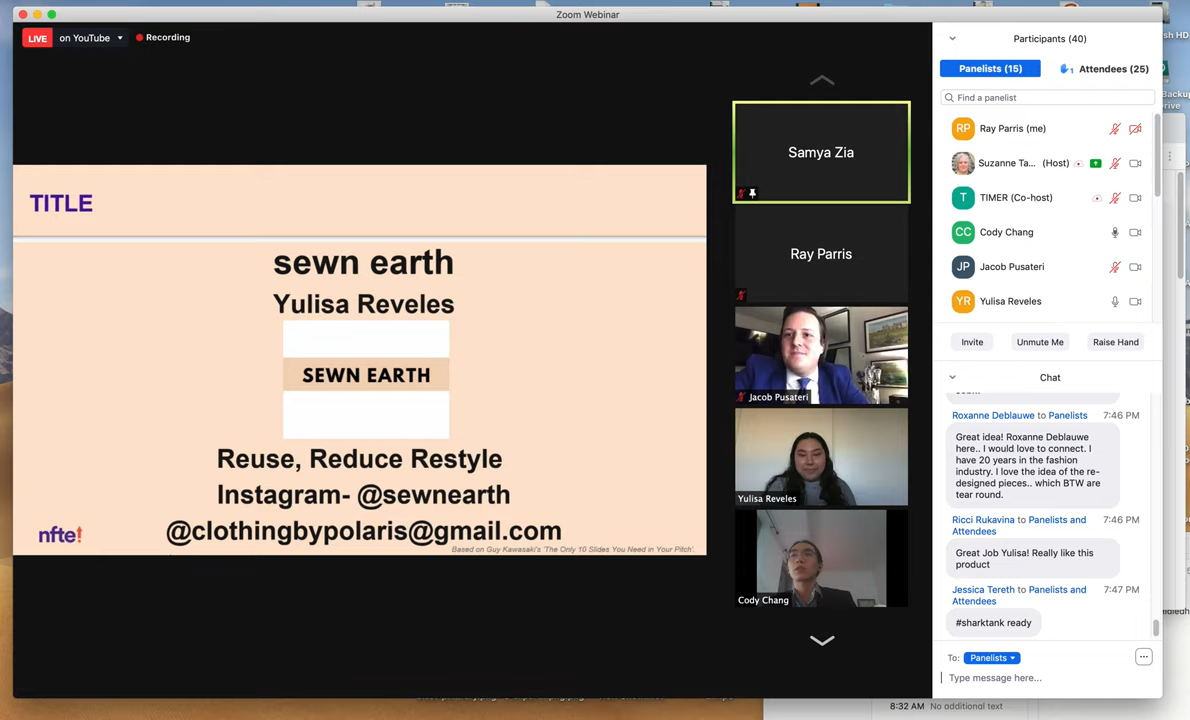 Zoom Webinar
LIVE on YouTube Recording
TITLE
sewn earth
Yulisa Reveles
SEWN EARTH
Reuse, Reduce Restyle
Instagram- @sewnearth
@clothingbypolaris@gmail.com
nfte!
Based on Guy Kawasaki's 'The Only 10 Slides You Need in Your Pitch'.
Samya Zia
Ray Parris
Jacob Pusateri
Yulisa Reveles
Cody Chang
Participants (40)
Panelists (15)
1 Attendees (25)
Find a panelist
RP Ray Parris (me)
Suzanne Ta... (Host)
T TIMER (Co-host)
CC Cody Chang
JP Jacob Pusateri
YR Yulisa Reveles
Invite Unmute Me Raise Hand
Chat
Roxanne Deblauwe to Panelists 7:46 PM
Great idea! Roxanne Deblauwe
here.. I would love to connect. I
have 20 years in the fashion
industry. I love the idea of the re-
designed pieces.. which BTW are
tear round.
Ricci Rukavina to Panelists and 7:46 PM
Attendees
Great Job Yulisa! Really like this
product
Jessica Tereth to Panelists and 7:47 PM
Attendees
#sharktank ready
To: Panelists
Type message here...
8:32 AM No additional text